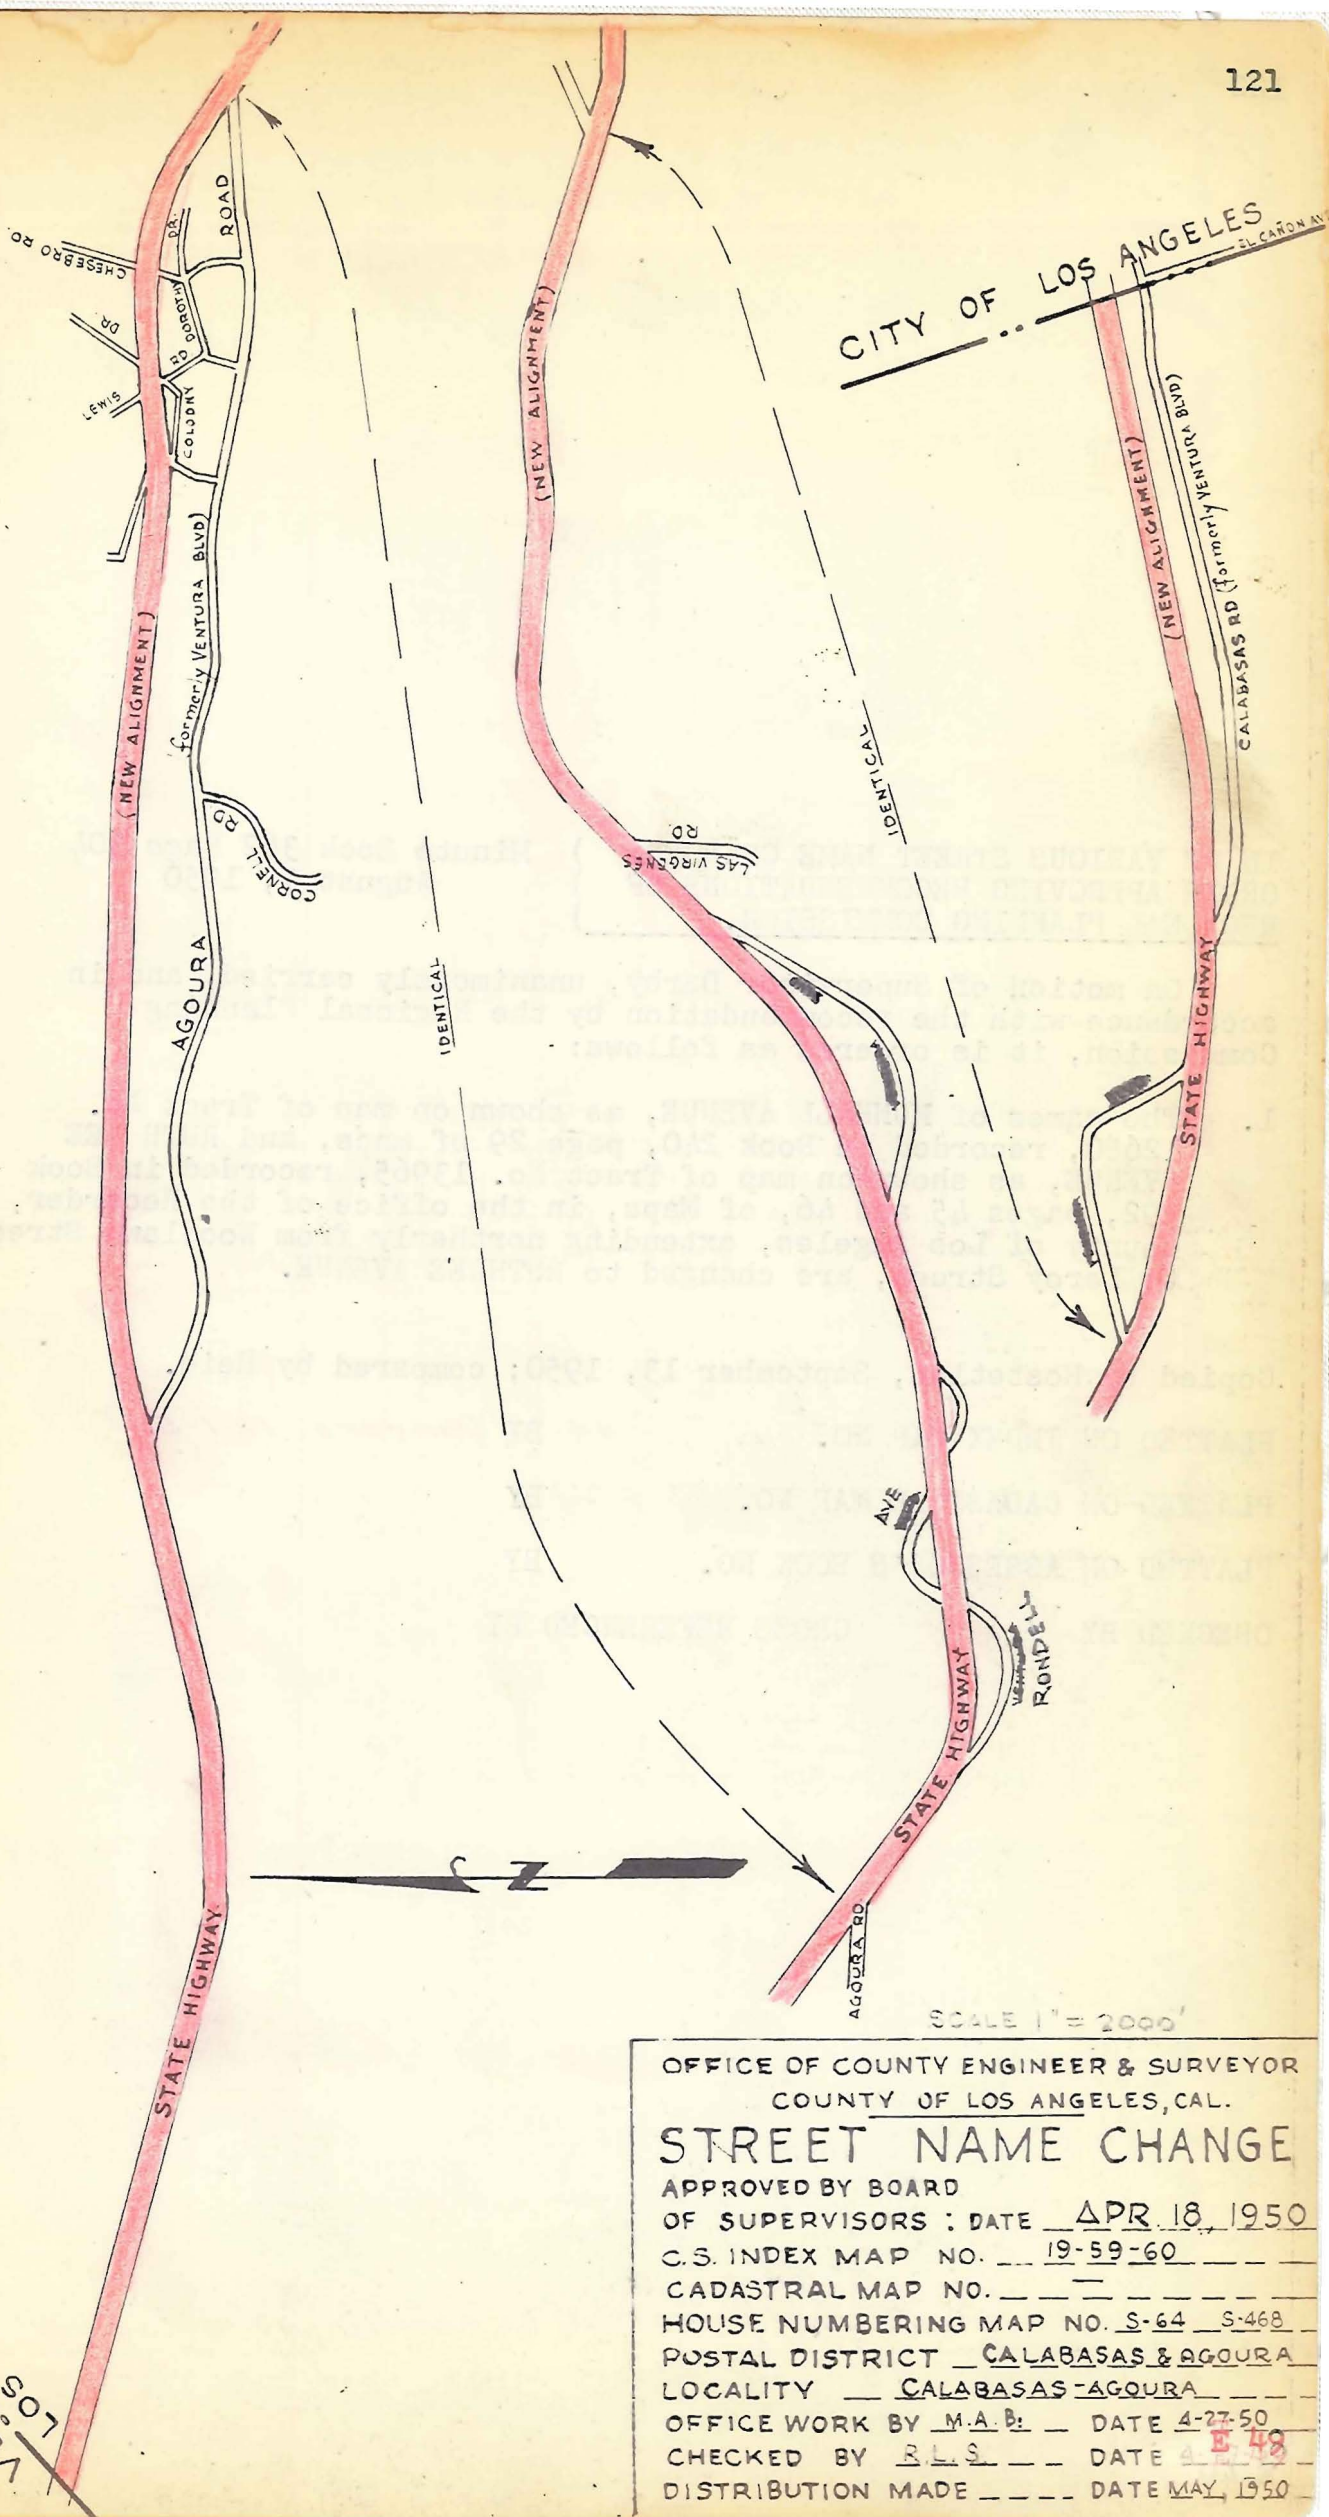 121
CITY OF LOS ANGELES
EL CAÑON AV
CHESEBRO RD.
DR.
ROAD
DOROTHY
RD
DR.
LEWIS
COLODNY
(NEW ALIGNMENT)
(NEW ALIGNMENT)
(NEW ALIGNMENT)
CALABASAS RD (formerly VENTURA BLVD)
formerly VENTURA BLVD)
CORNELL
RD
AGOURA
IDENTICAL
IDENTICAL
LAS VIRGENES
RD.
STATE HIGHWAY
STATE HIGHWAY
AVE
RONDELL
STATE HIGHWAY
AGOURA RD.
N
STATE HIGHWAY
STATE HIGHWAY
LOS
SCALE 1" = 2000'
OFFICE OF COUNTY ENGINEER & SURVEYOR
COUNTY OF LOS ANGELES, CAL.
STREET NAME CHANGE
APPROVED BY BOARD
OF SUPERVISORS : DATE APR. 18, 1950
C.S. INDEX MAP NO. 19-59-60
CADASTRAL MAP NO. —
HOUSE NUMBERING MAP NO. S-64 S-468
POSTAL DISTRICT CALABASAS & AGOURA
LOCALITY CALABASAS-AGOURA
OFFICE WORK BY M.A.B. DATE 4-27-50
CHECKED BY R.L.S. DATE
E 48
DISTRIBUTION MADE DATE MAY, 1950